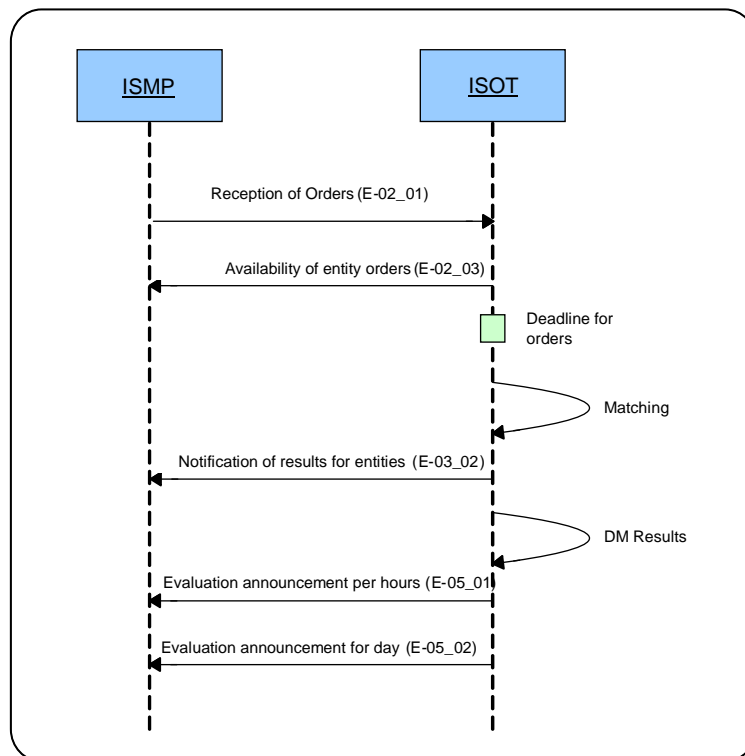 ISMP
ISOT
Reception of Orders (E-02_01)
Availability of entity orders (E-02_03)
Deadline for
orders
Matching
Notification of results for entities (E-03_02)
DM Results
Evaluation announcement per hours (E-05_01)
Evaluation announcement for day (E-05_02)